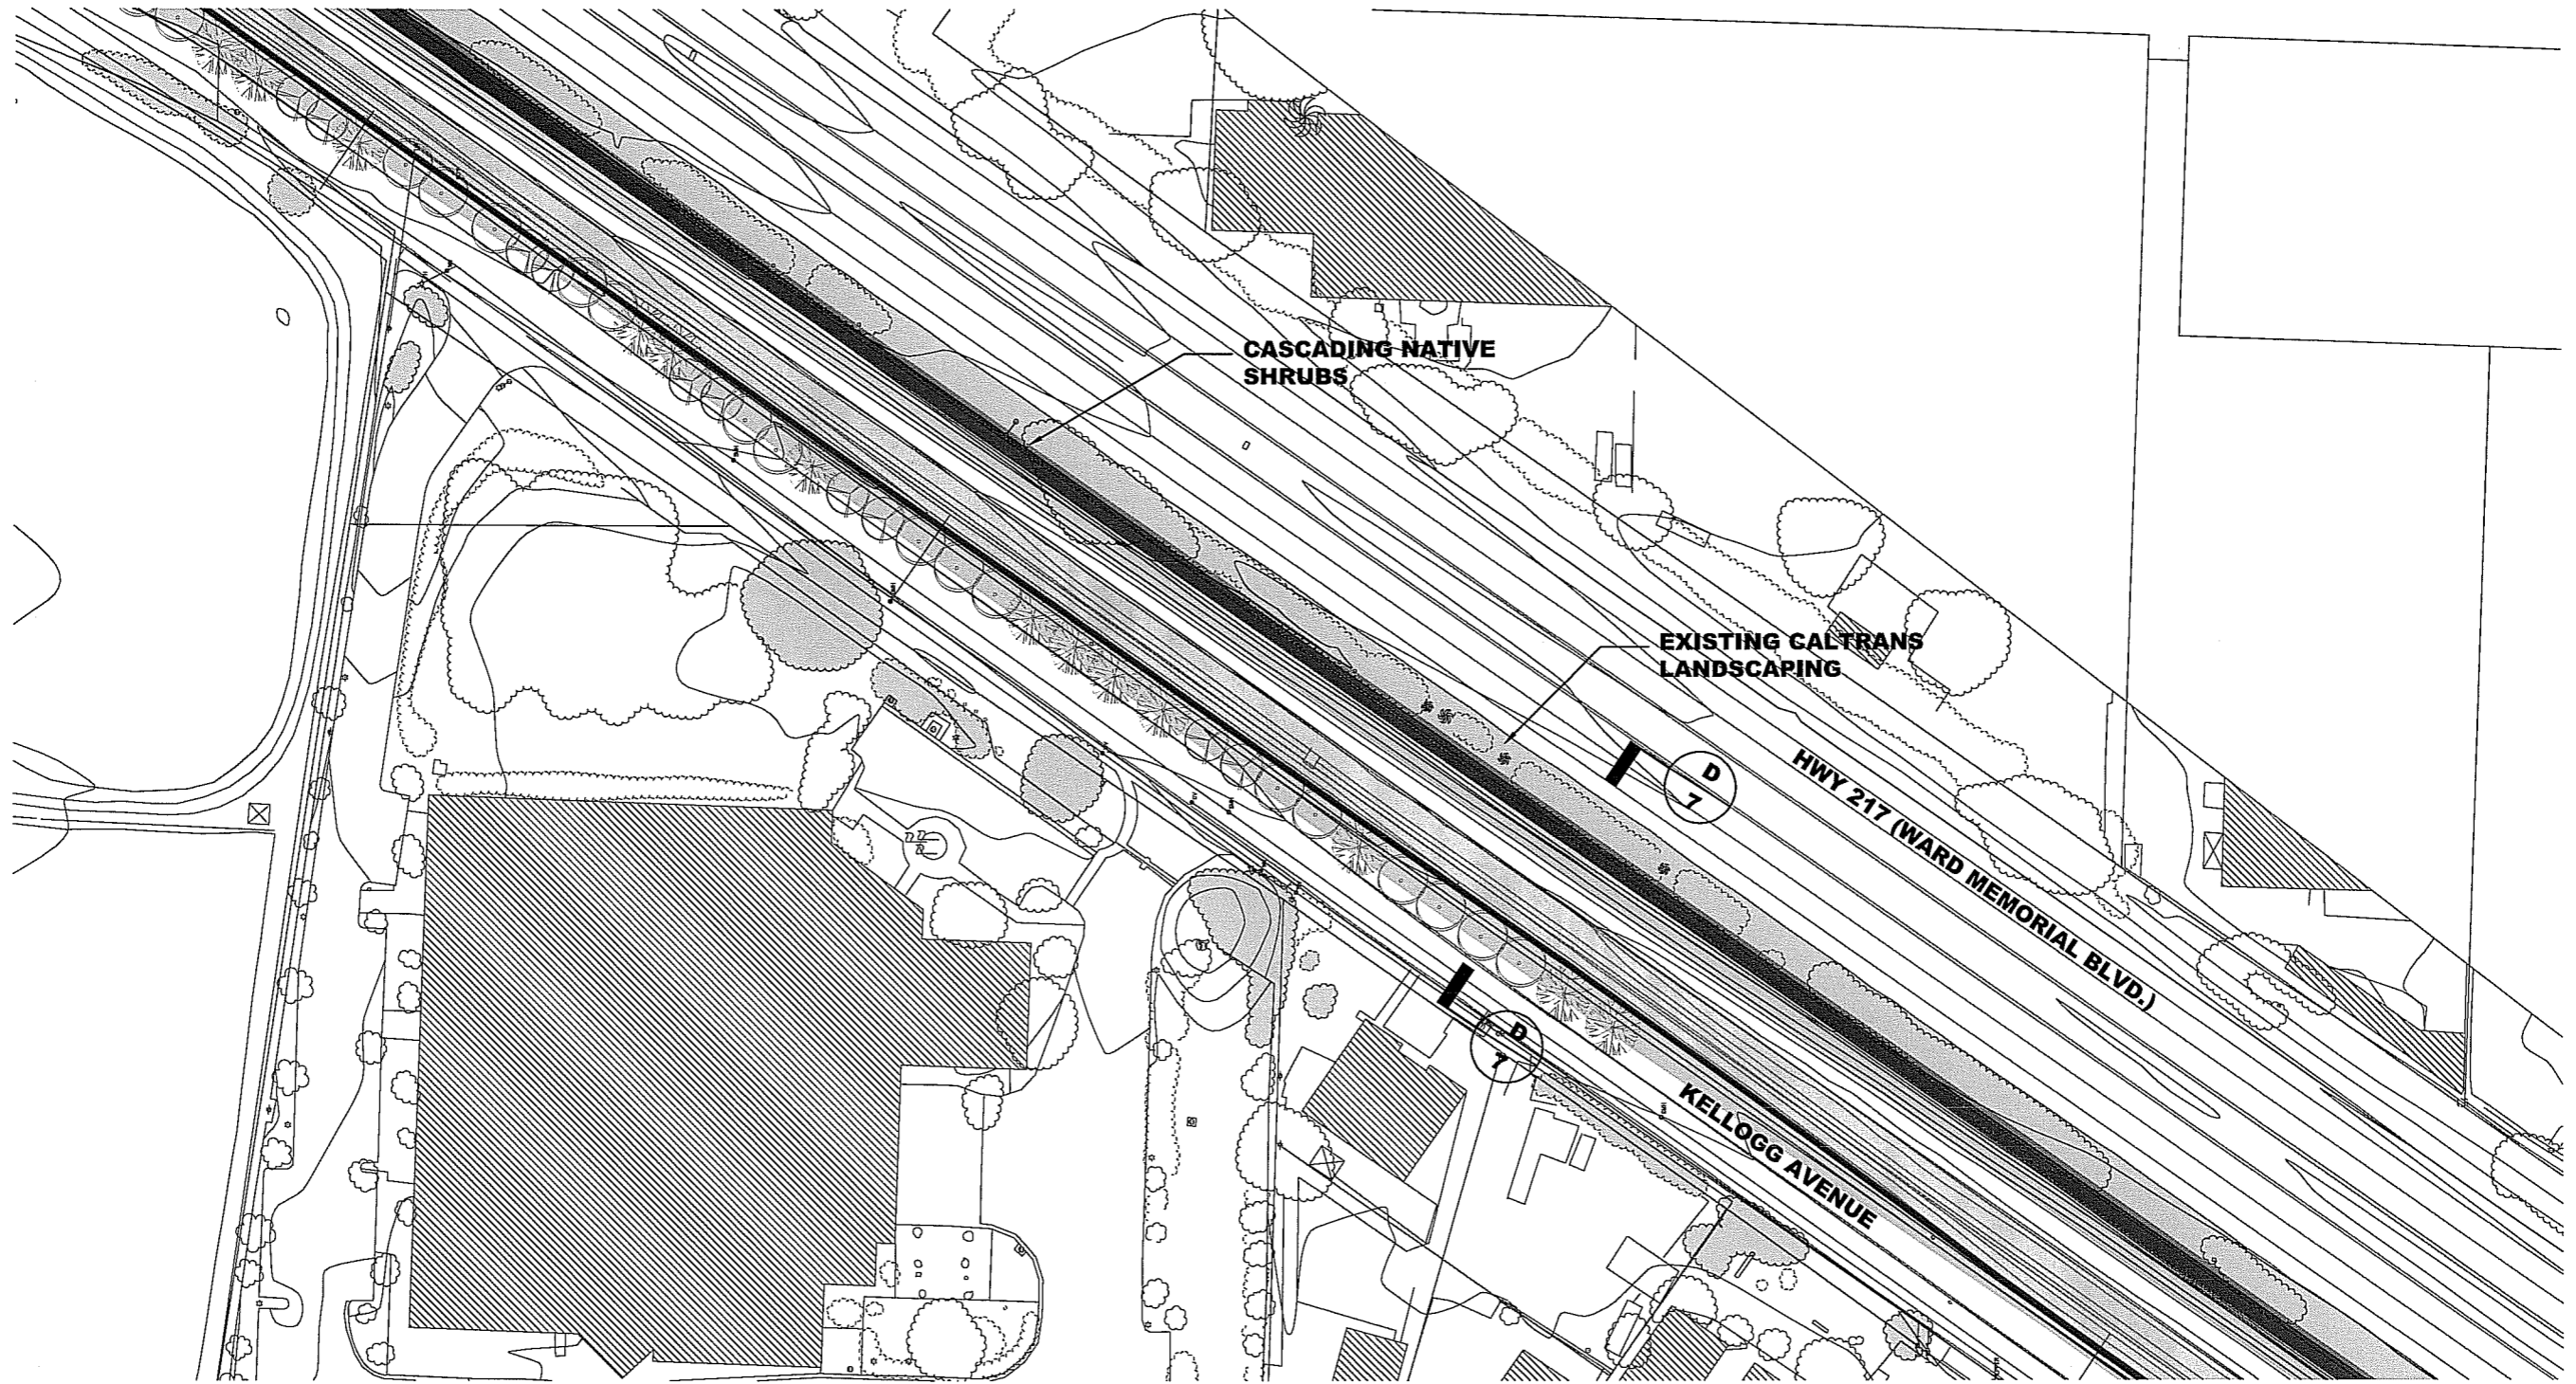 CASCADING NATIVE
SHRUBS
EXISTING CALTRANS
LANDSCAPING
D
7
HWY 217 (WARD MEMORIAL BLVD.)
D
7
KELLOGG AVENUE